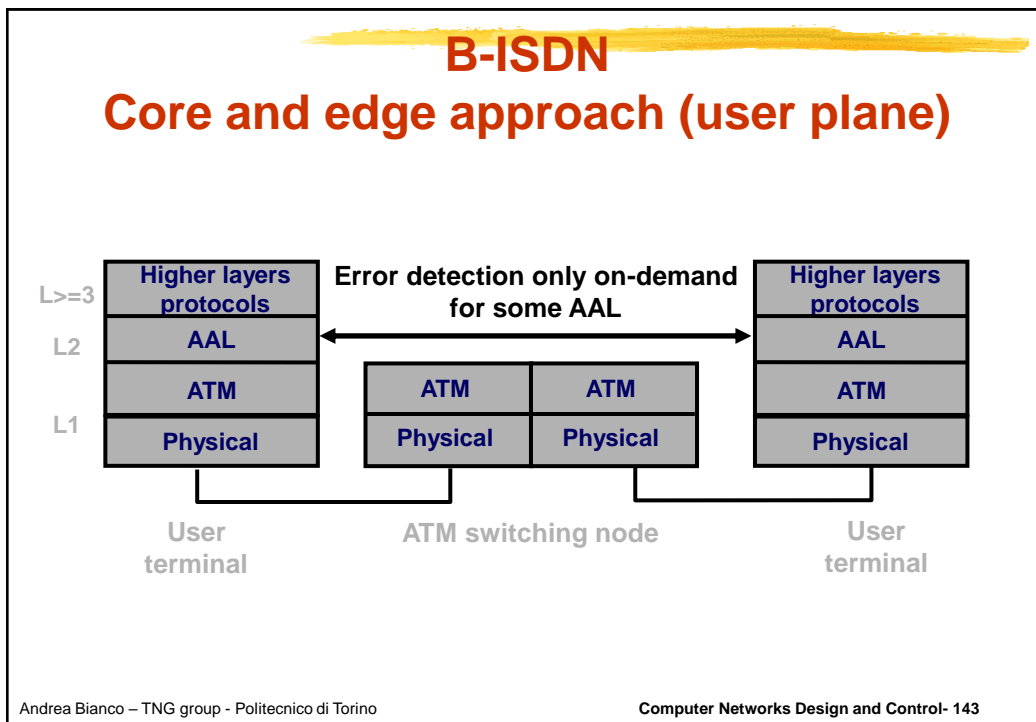 B-ISDN
Core and edge approach (user plane)
L>=3
L2
L1
Higher layers
protocols
AAL
ATM
Physical
Error detection only on-demand
for some AAL
ATM
ATM
Physical
Physical
Higher layers
protocols
AAL
ATM
Physical
User
terminal
ATM switching node
User
terminal
Andrea Bianco – TNG group - Politecnico di Torino
Computer Networks Design and Control- 143